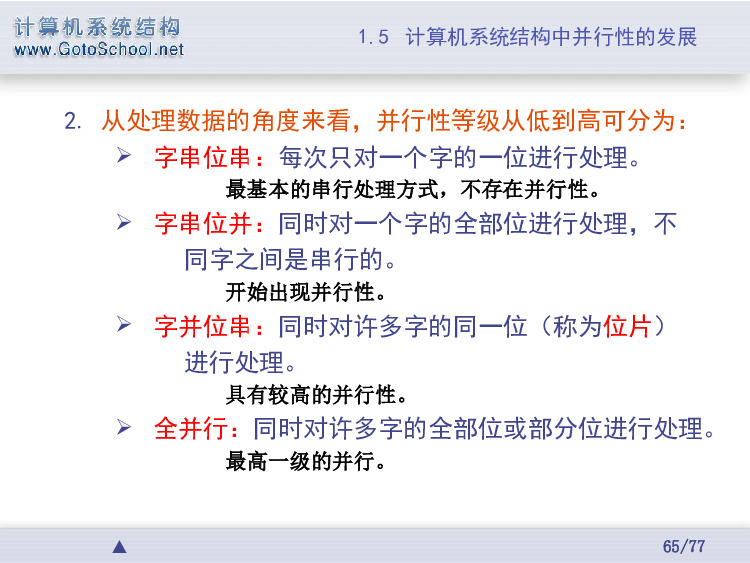 计算机系统结构
www.GotoSchool.net
1.5 计算机系统结构中并行性的发展
2. 从处理数据的角度来看，并行性等级从低到高可分为：
➢ 字串位串：每次只对一个字的一位进行处理。
最基本的串行处理方式，不存在并行性。
➢ 字串位并：同时对一个字的全部位进行处理，不
同字之间是串行的。
开始出现并行性。
➢ 字并位串：同时对许多字的同一位（称为位片）
进行处理。
具有较高的并行性。
➢ 全并行：同时对许多字的全部位或部分位进行处理。
最高一级的并行。
▲ 65/77